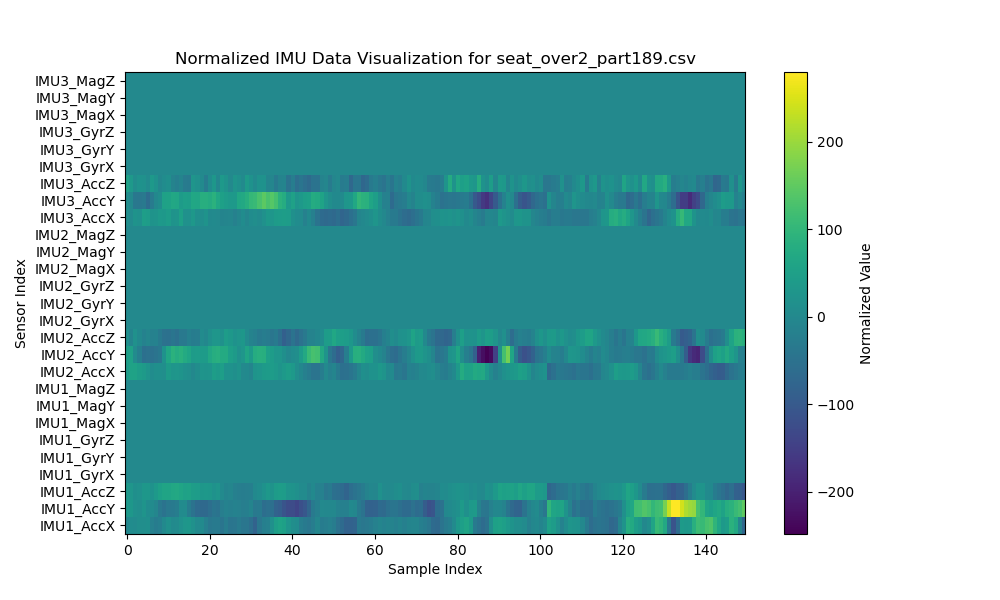 Normalized IMU Data Visualization for seat_over2_part189.csv
IMU3_MagZ
IMU3_MagY
IMU3_MagX
IMU3_GyrZ
IMU3_GyrY
IMU3_GyrX
IMU3_AccZ
IMU3_AccY
IMU3_AccX
IMU2_MagZ
IMU2_MagY
IMU2_MagX
IMU2_GyrZ
IMU2_GyrY
IMU2_GyrX
IMU2_AccZ
IMU2_AccY
IMU2_AccX
IMU1_MagZ
IMU1_MagY
IMU1_MagX
IMU1_GyrZ
IMU1_GyrY
IMU1_GyrX
IMU1_AccZ
IMU1_AccY
IMU1_AccX
Sensor Index
0 20 40 60 80 100 120 140
Sample Index
200
100
0
−100
−200
Normalized Value